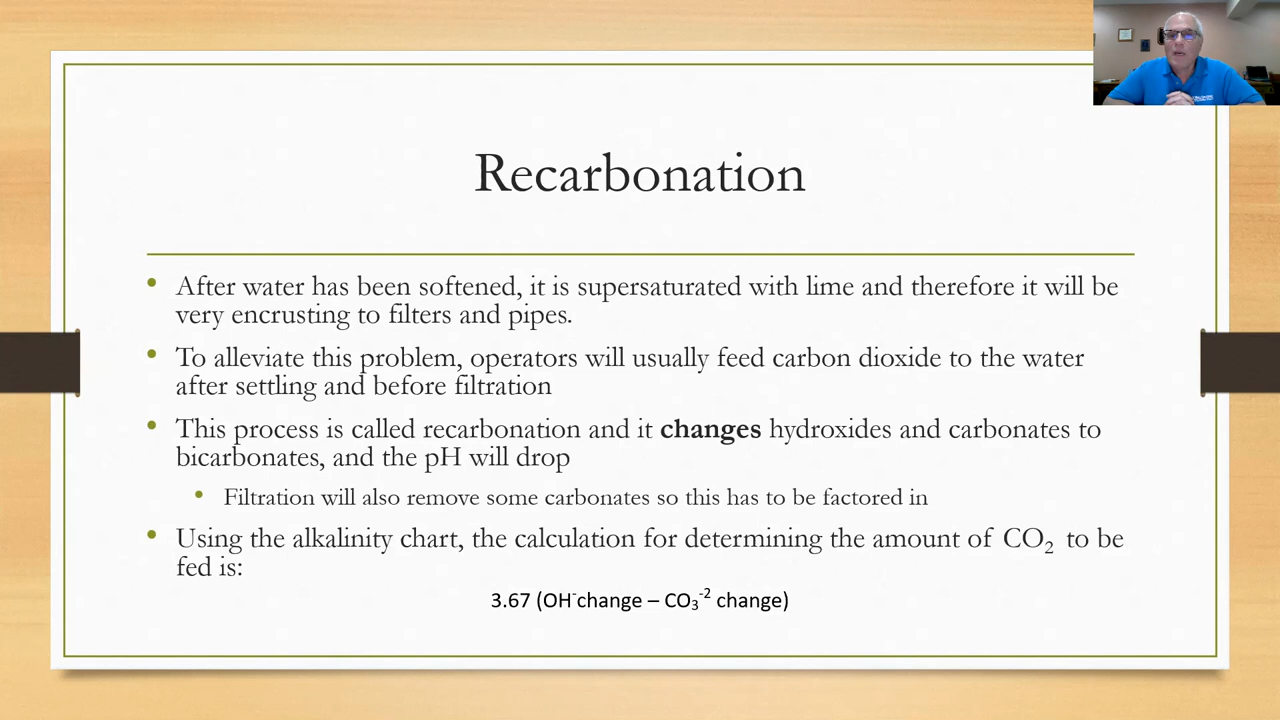 Recarbonation
• After water has been softened, it is supersaturated with lime and therefore it will be
very encrusting to filters and pipes.
• To alleviate this problem, operators will usually feed carbon dioxide to the water
after settling and before filtration
• This process is called recarbonation and it changes hydroxides and carbonates to
bicarbonates, and the pH will drop
• Filtration will also remove some carbonates so this has to be factored in
• Using the alkalinity chart, the calculation for determining the amount of CO₂ to be
fed is:
3.67 (OH⁻change – CO₃⁻² change)